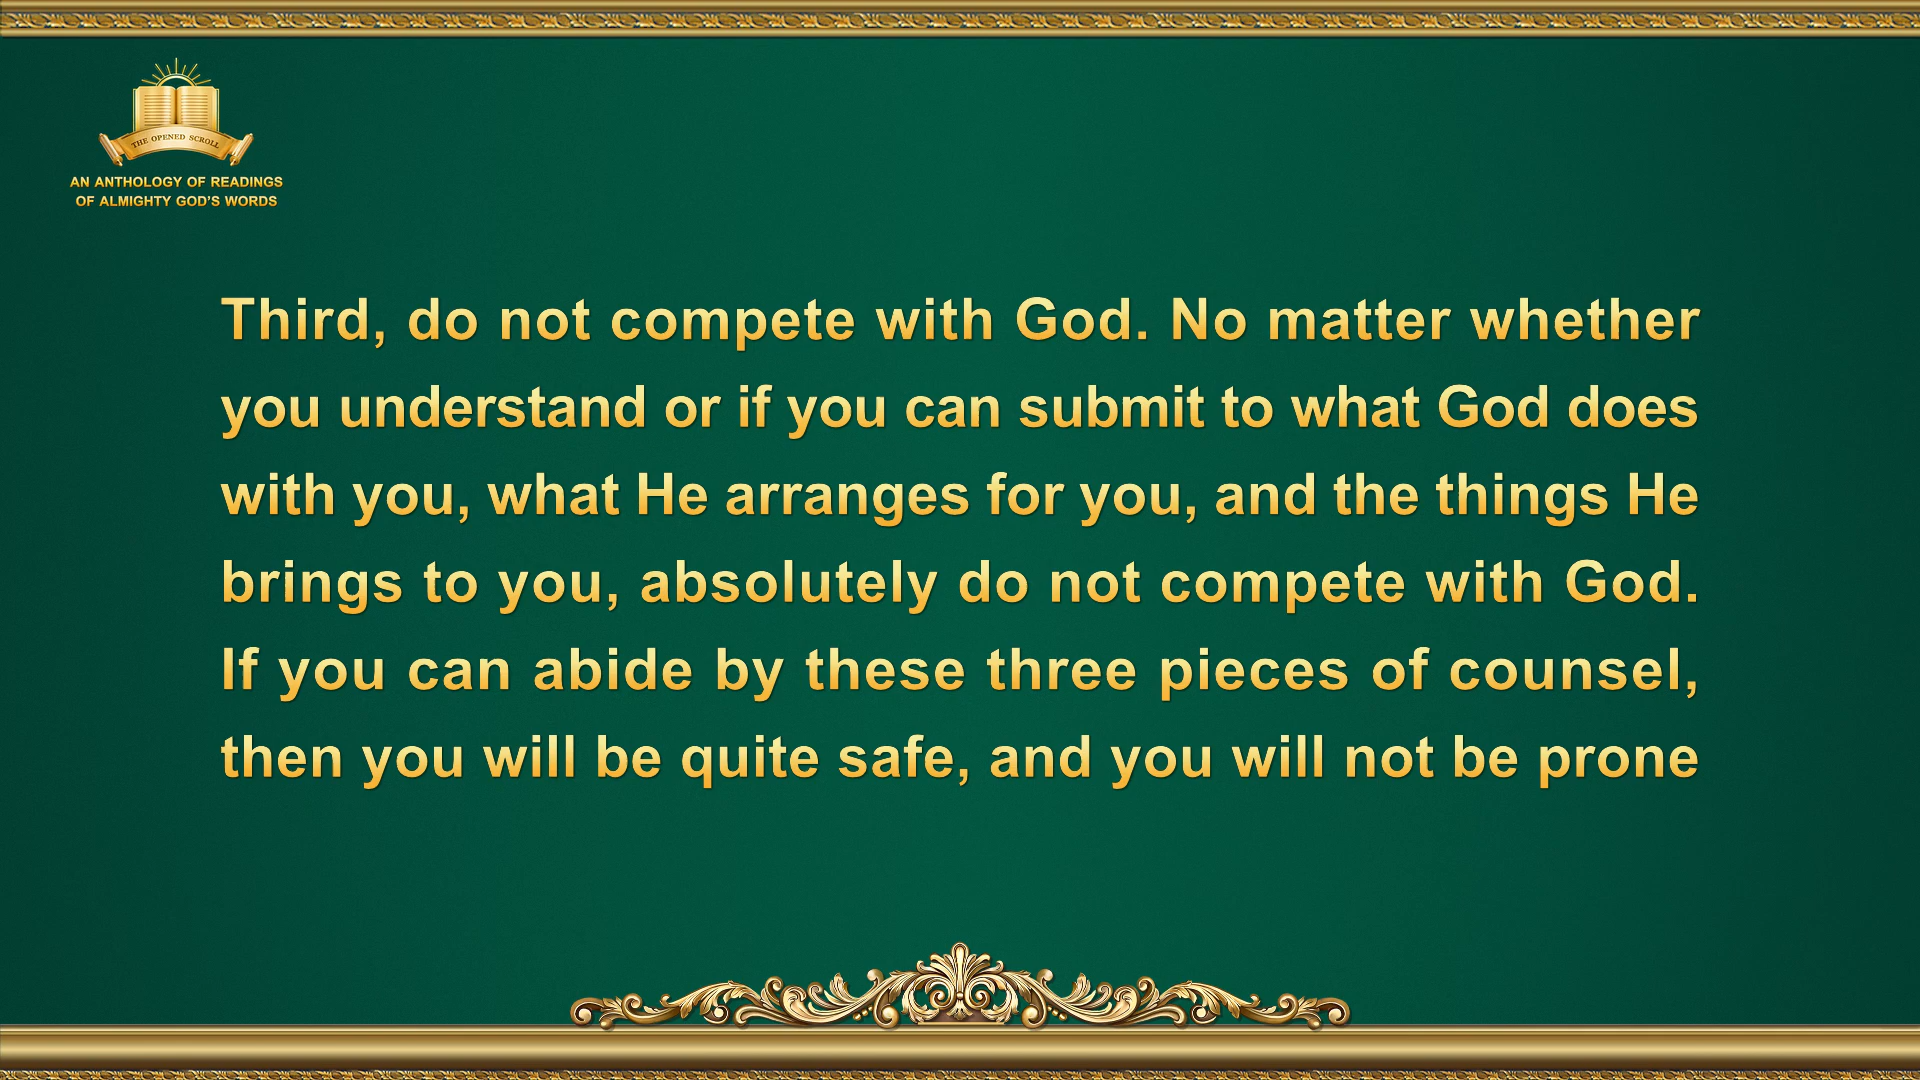 THE OPENED SCROLL
AN ANTHOLOGY OF READINGS
OF ALMIGHTY GOD'S WORDS
Third, do not compete with God. No matter whether
you understand or if you can submit to what God does
with you, what He arranges for you, and the things He
brings to you, absolutely do not compete with God.
If you can abide by these three pieces of counsel,
then you will be quite safe, and you will not be prone